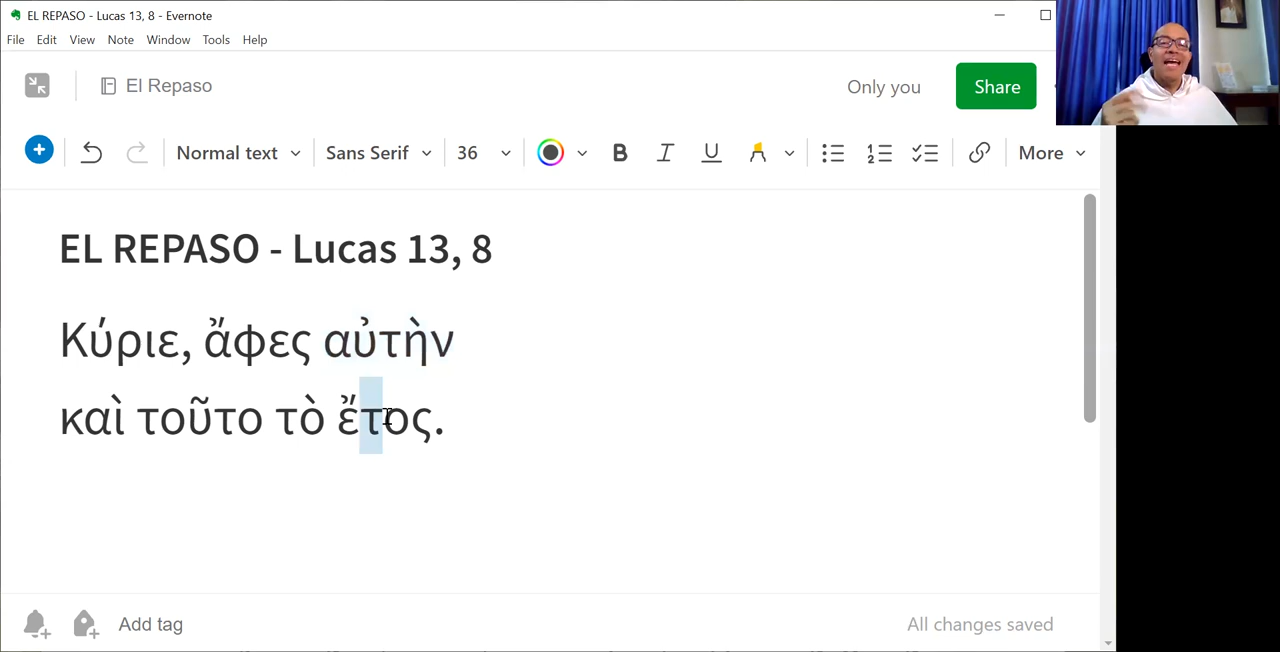 EL REPASO - Lucas 13, 8 - Evernote
File Edit View Note Window Tools Help
El Repaso
Only you
Share
Normal text
Sans Serif
36
B I U
More
EL REPASO - Lucas 13, 8
Κύριε, ἄφες αὐτὴν
καὶ τοῦτο τὸ ἔτος.
Add tag
All changes saved